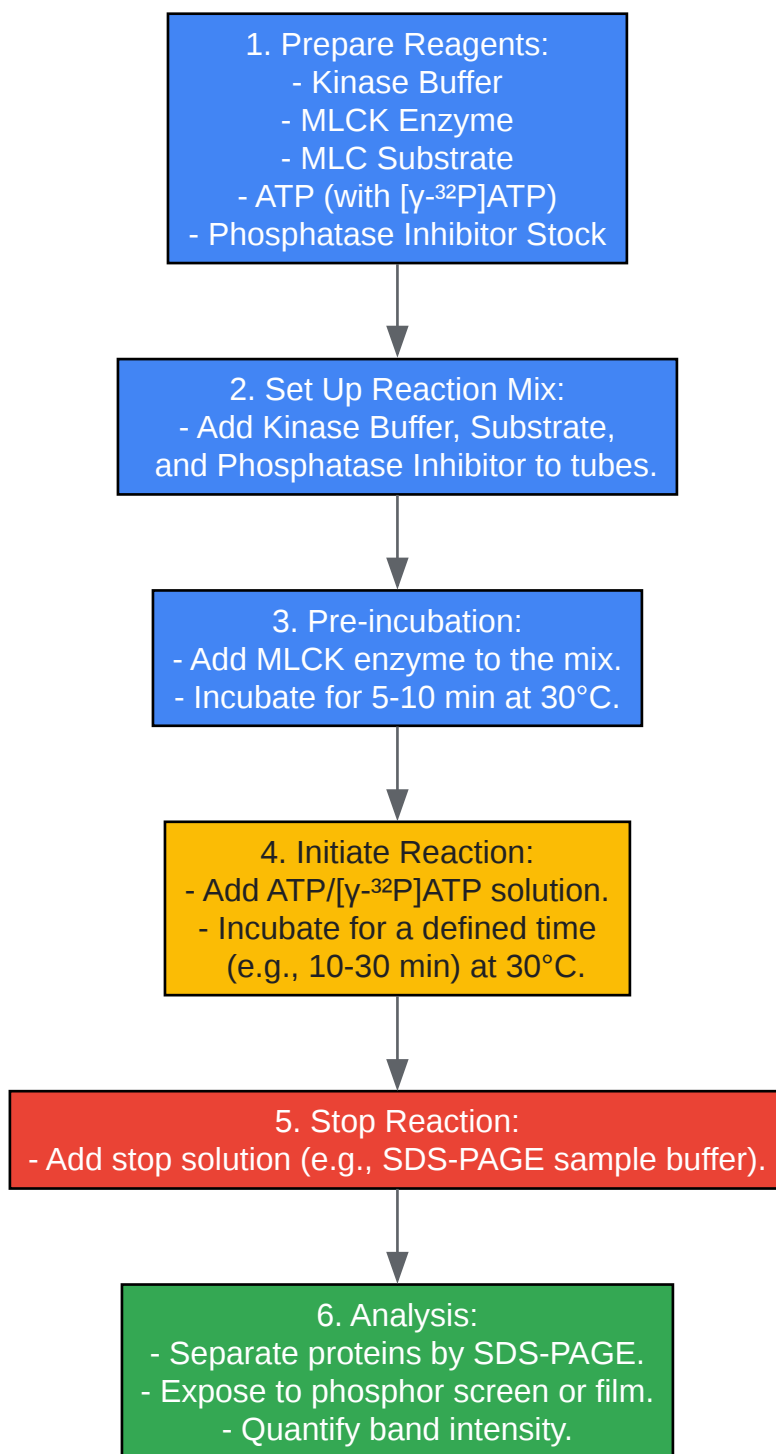 1. Prepare Reagents:
- Kinase Buffer
- MLCK Enzyme
- MLC Substrate
- ATP (with [γ-³²P]ATP)
- Phosphatase Inhibitor Stock
2. Set Up Reaction Mix:
- Add Kinase Buffer, Substrate,
and Phosphatase Inhibitor to tubes.
3. Pre-incubation:
- Add MLCK enzyme to the mix.
- Incubate for 5-10 min at 30°C.
4. Initiate Reaction:
- Add ATP/[γ-³²P]ATP solution.
- Incubate for a defined time
(e.g., 10-30 min) at 30°C.
5. Stop Reaction:
- Add stop solution (e.g., SDS-PAGE sample buffer).
6. Analysis:
- Separate proteins by SDS-PAGE.
- Expose to phosphor screen or film.
- Quantify band intensity.